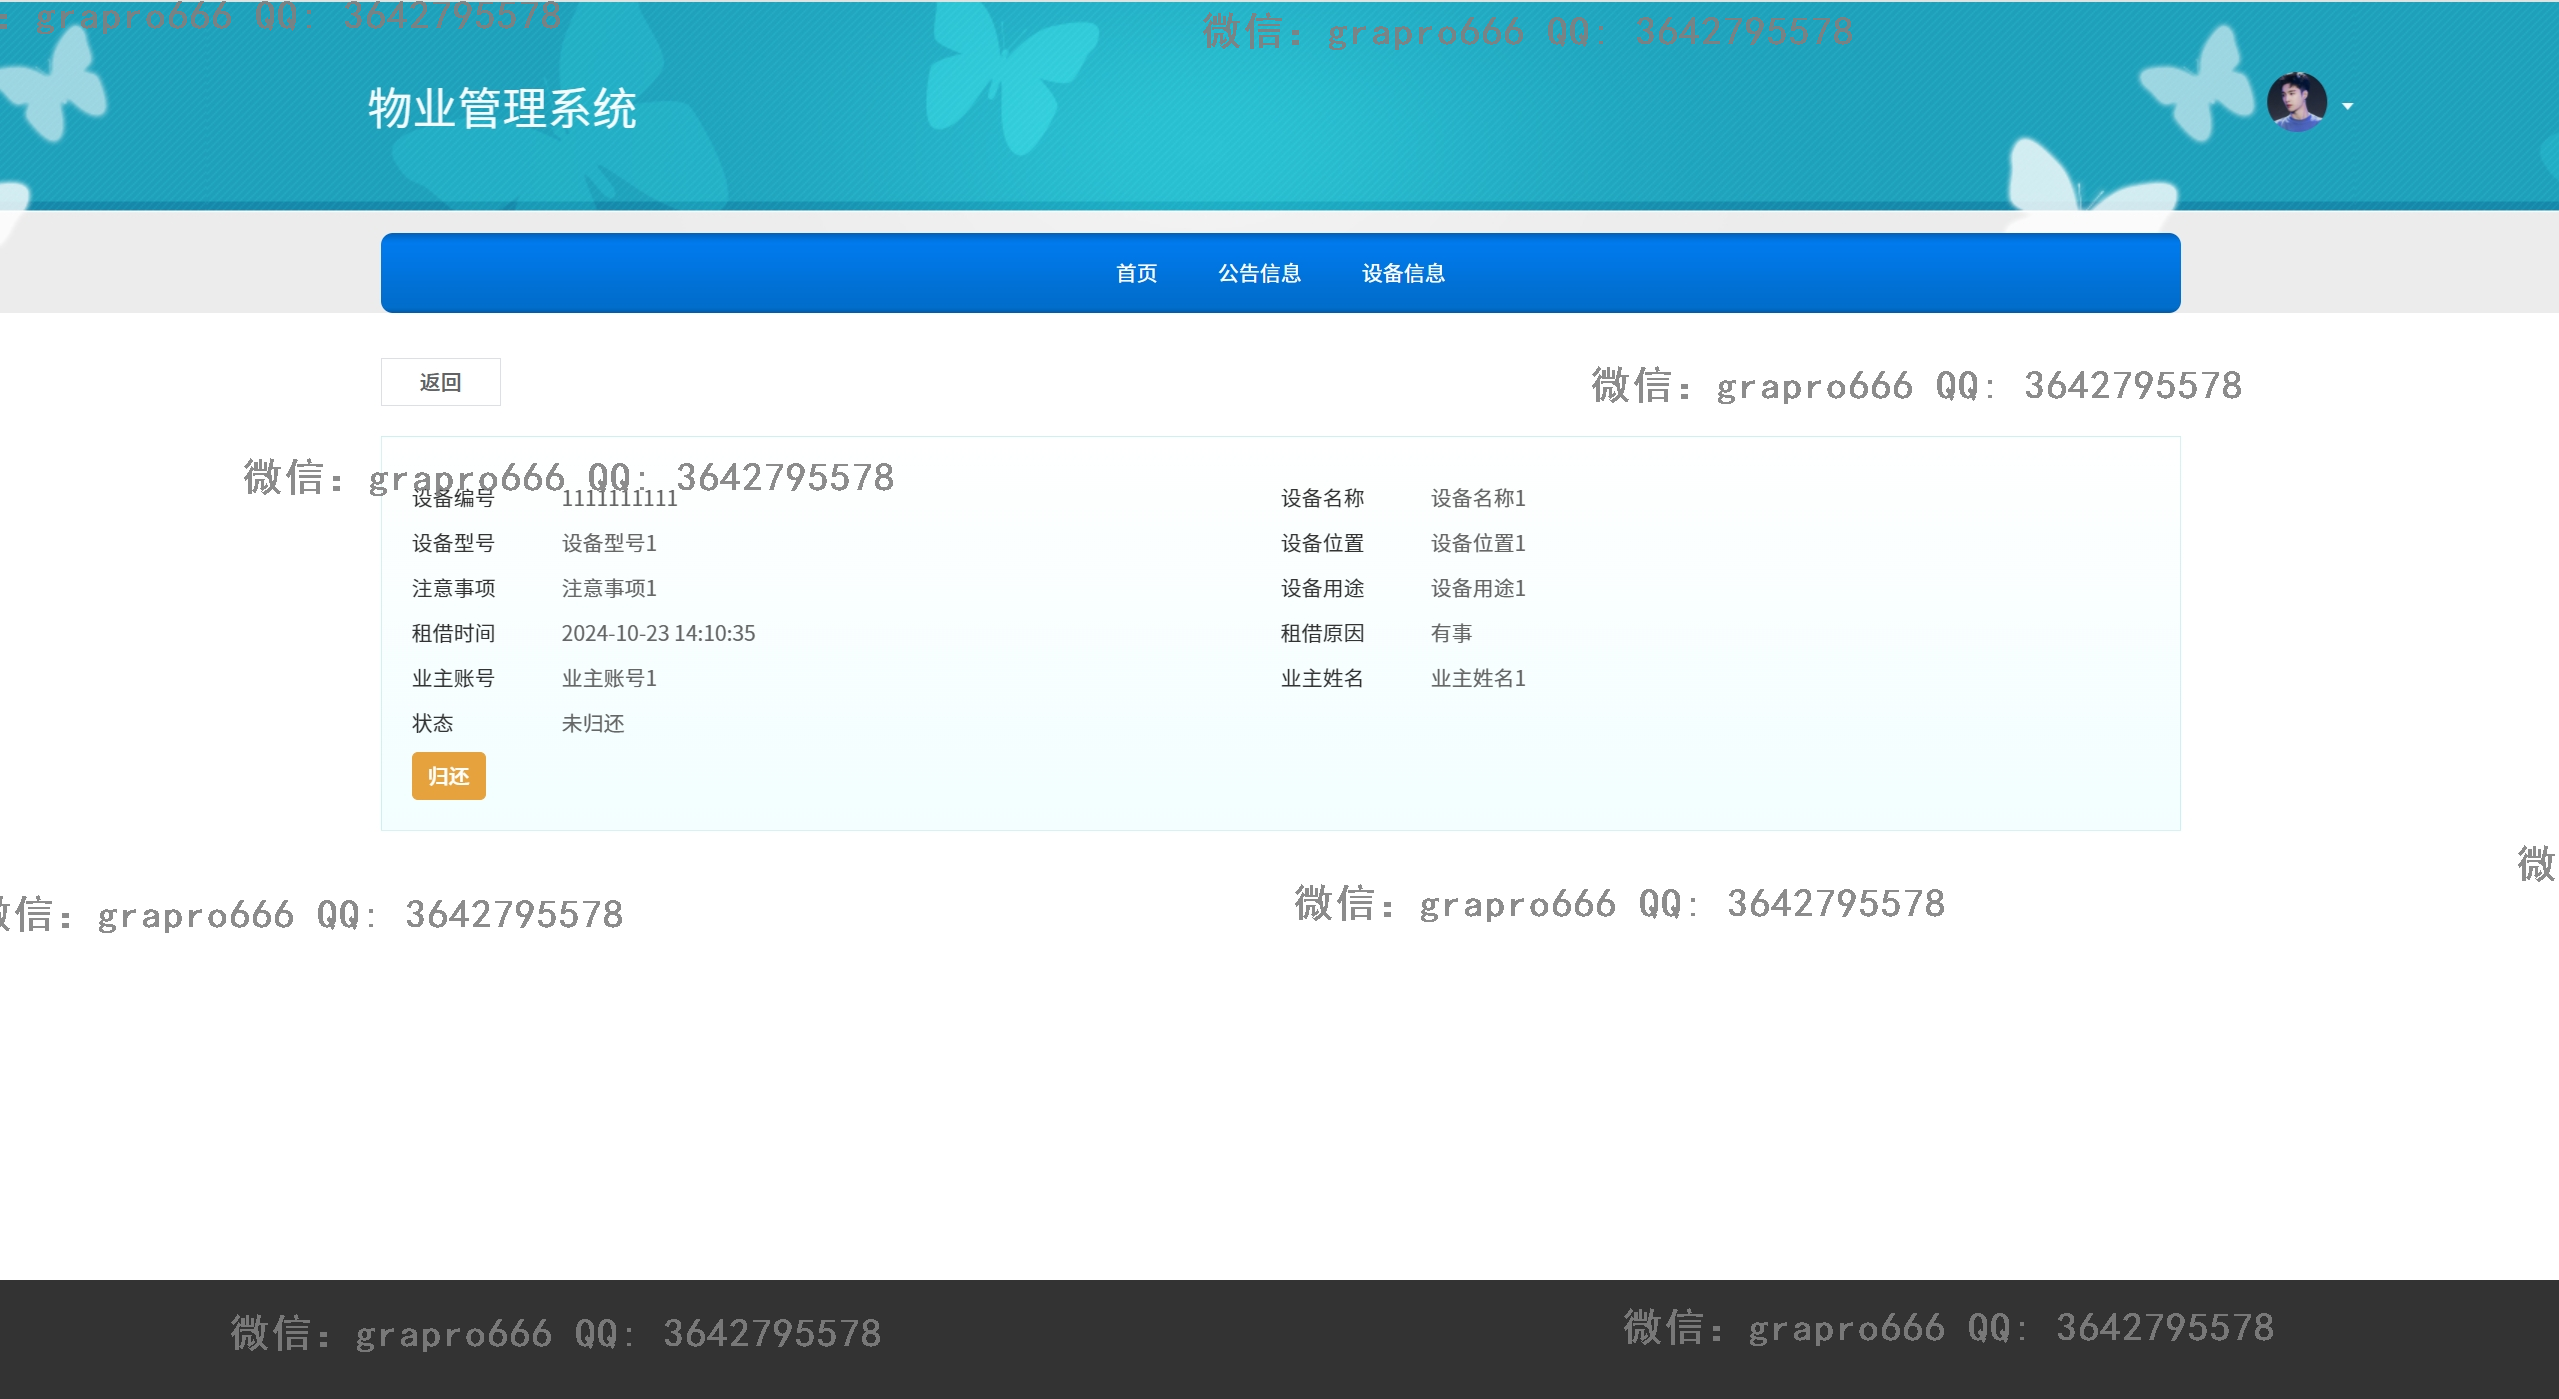 : grapro666 QQ: 3642795578
微信: grapro666 QQ: 3642795578
物业管理系统
首页 公告信息 设备信息
返回
微信: grapro666 QQ: 3642795578
微信: grapro666 QQ: 3642795578
设备编号 1111111111 设备名称 设备名称1
设备型号 设备型号1 设备位置 设备位置1
注意事项 注意事项1 设备用途 设备用途1
租借时间 2024-10-23 14:10:35 租借原因 有事
业主账号 业主账号1 业主姓名 业主姓名1
状态 未归还
归还
微
微信: grapro666 QQ: 3642795578
微信: grapro666 QQ: 3642795578
微信: grapro666 QQ: 3642795578
微信: grapro666 QQ: 3642795578